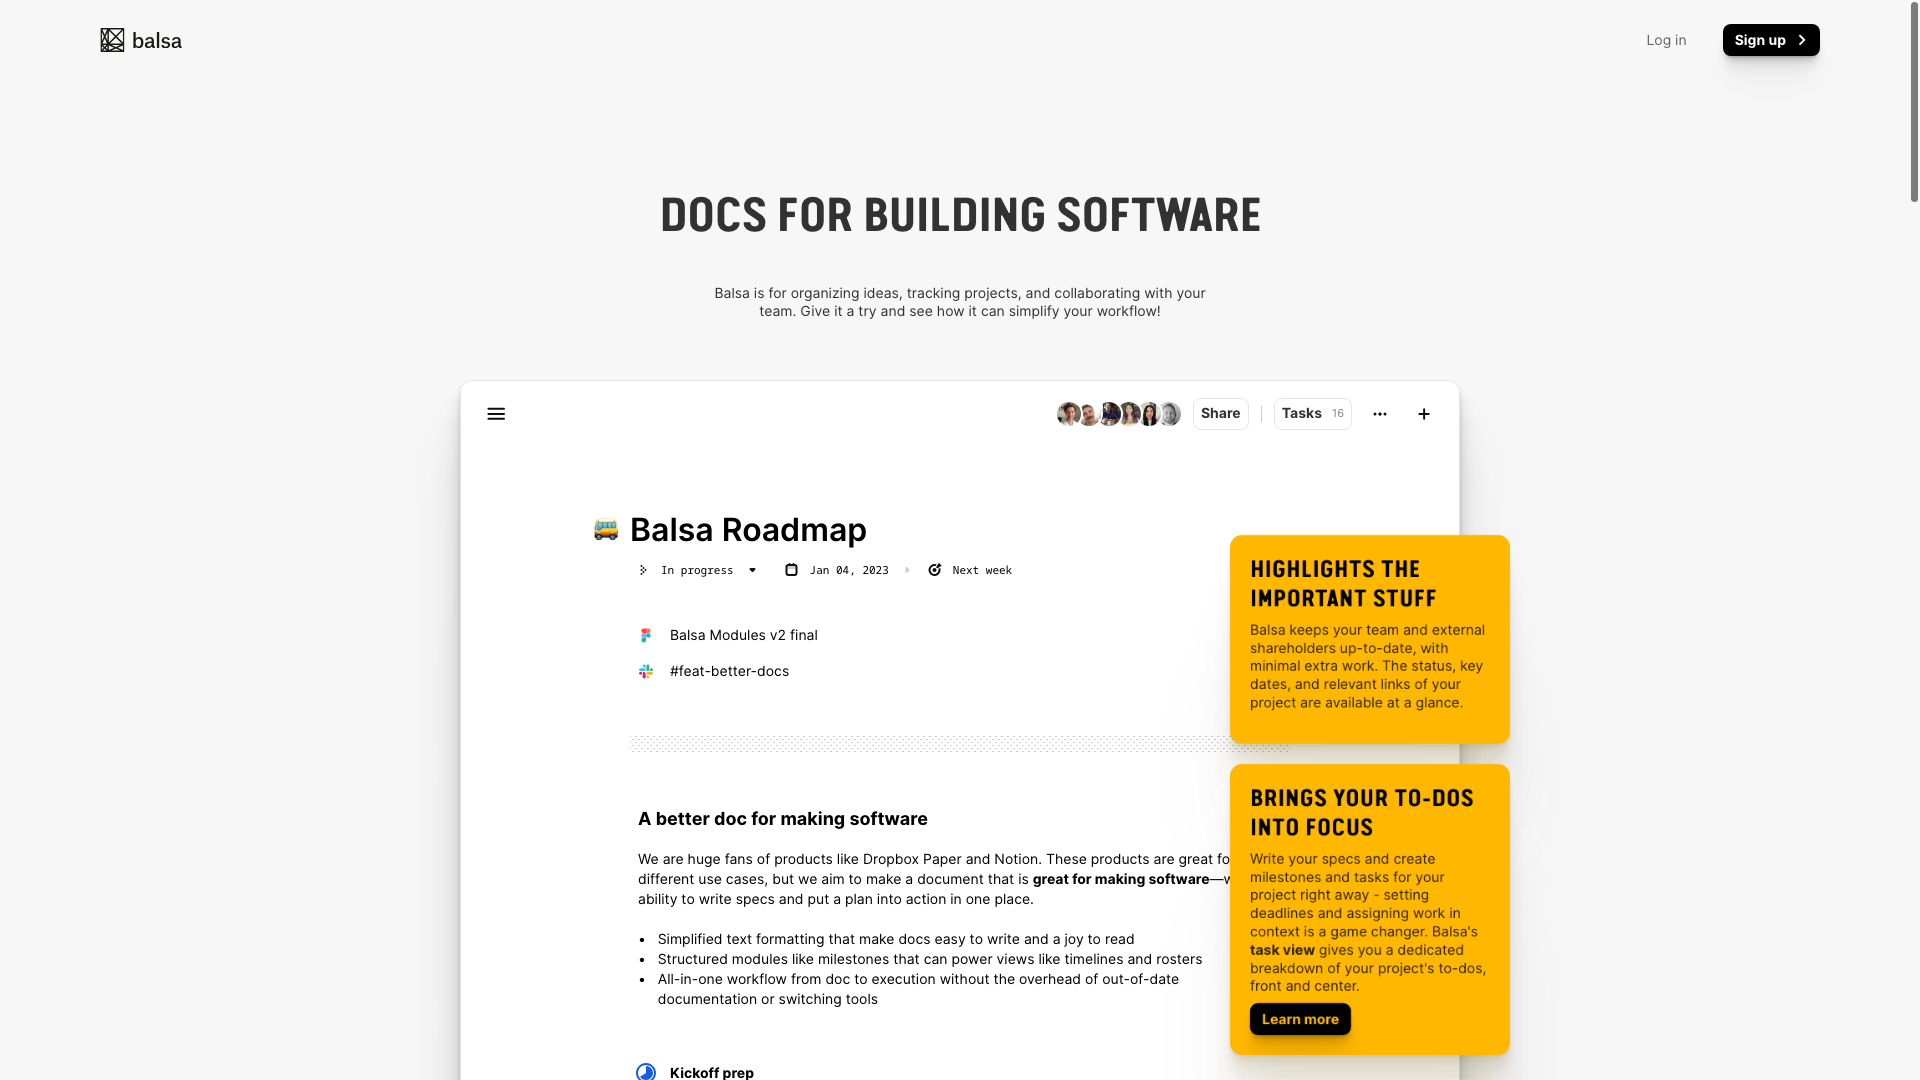 balsa
Log in
Sign up
DOCS FOR BUILDING SOFTWARE
Balsa is for organizing ideas, tracking projects, and collaborating with your
team. Give it a try and see how it can simplify your workflow!
Share
Tasks 16
Balsa Roadmap
In progress
Jan 04, 2023
Next week
Balsa Modules v2 final
#feat-better-docs
HIGHLIGHTS THE
IMPORTANT STUFF
Balsa keeps your team and external
shareholders up-to-date, with
minimal extra work. The status, key
dates, and relevant links of your
project are available at a glance.
A better doc for making software
We are huge fans of products like Dropbox Paper and Notion. These products are great fo
different use cases, but we aim to make a document that is great for making software—w
ability to write specs and put a plan into action in one place.
• Simplified text formatting that make docs easy to write and a joy to read
• Structured modules like milestones that can power views like timelines and rosters
• All-in-one workflow from doc to execution without the overhead of out-of-date
documentation or switching tools
Kickoff prep
BRINGS YOUR TO-DOS
INTO FOCUS
Write your specs and create
milestones and tasks for your
project right away - setting
deadlines and assigning work in
context is a game changer. Balsa's
task view gives you a dedicated
breakdown of your project's to-dos,
front and center.
Learn more